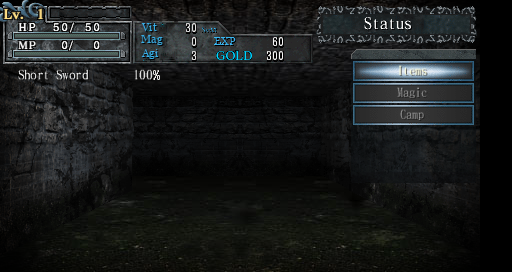 Lv. 1
HP 50/ 50
MP 0/ 0
Vit 30
Mag 0
Agi 3
Next
EXP 60
GOLD 300
Short Sword 100%
Status
Items
Magic
Camp